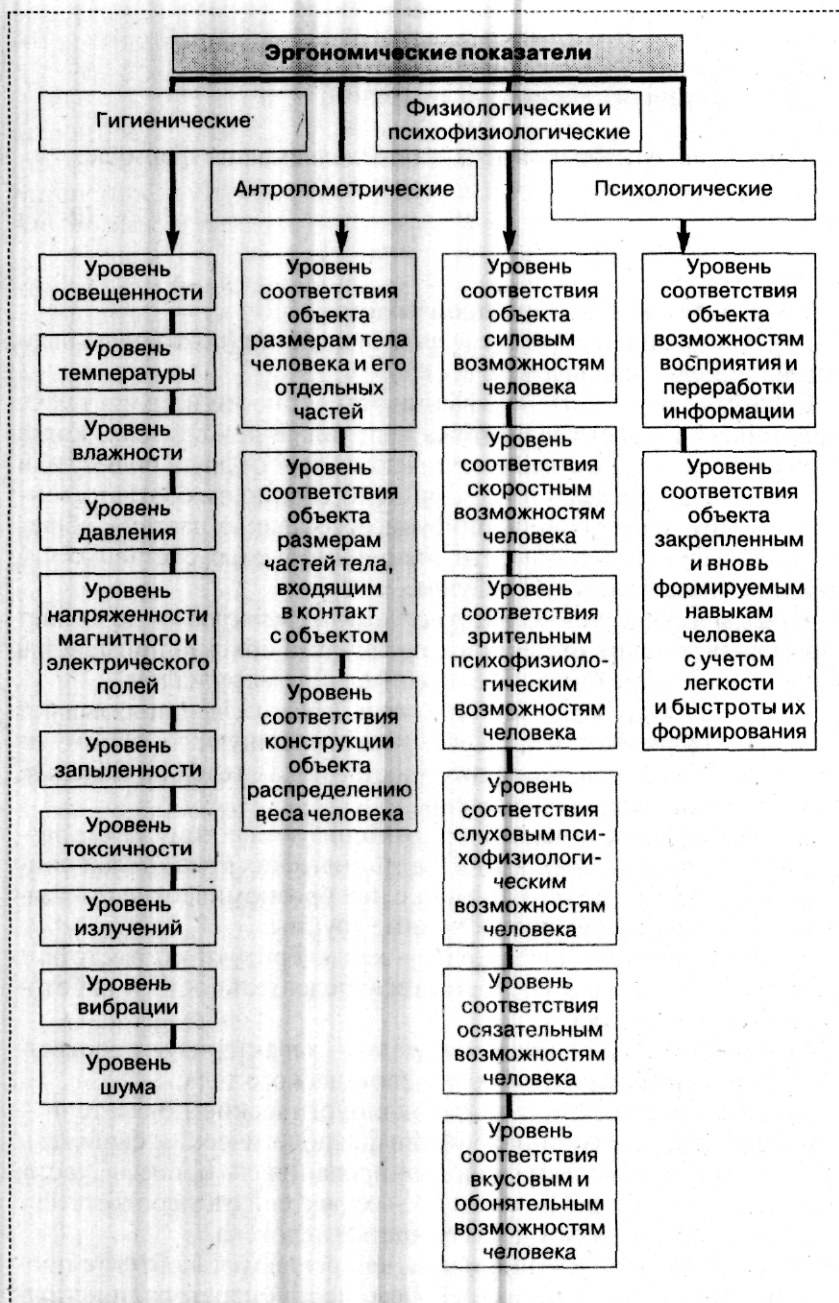 Эргономические показатели
Гигиенические
Физиологические и
психофизиологические
Антропометрические
Психологические
Уровень
освещенности
Уровень
температуры
Уровень
влажности
Уровень
давления
Уровень
напряженности
магнитного и
электрического
полей
Уровень
запыленности
Уровень
токсичности
Уровень
излучений
Уровень
вибрации
Уровень
шума
Уровень
соответствия
объекта
размерам тела
человека и его
отдельных
частей
Уровень
соответствия
объекта
размерам
частей тела,
входящим
в контакт
с объектом
Уровень
соответствия
конструкции
объекта
распределению
веса человека
Уровень
соответствия
объекта
силовым
возможностям
человека
Уровень
соответствия
скоростным
возможностям
человека
Уровень
соответствия
зрительным
психофизиоло-
гическим
возможностям
человека
Уровень
соответствия
слуховым пси-
хофизиологи-
ческим
возможностям
человека
Уровень
соответствия
осязательным
возможностям
человека
Уровень
соответствия
вкусовым и
обонятельным
возможностям
человека
Уровень
соответствия
объекта
возможностям
восприятия и
переработки
информации
Уровень
соответствия
объекта
закрепленным
и вновь
формируемым
навыкам
человека
с учетом
легкости
и быстроты их
формирования